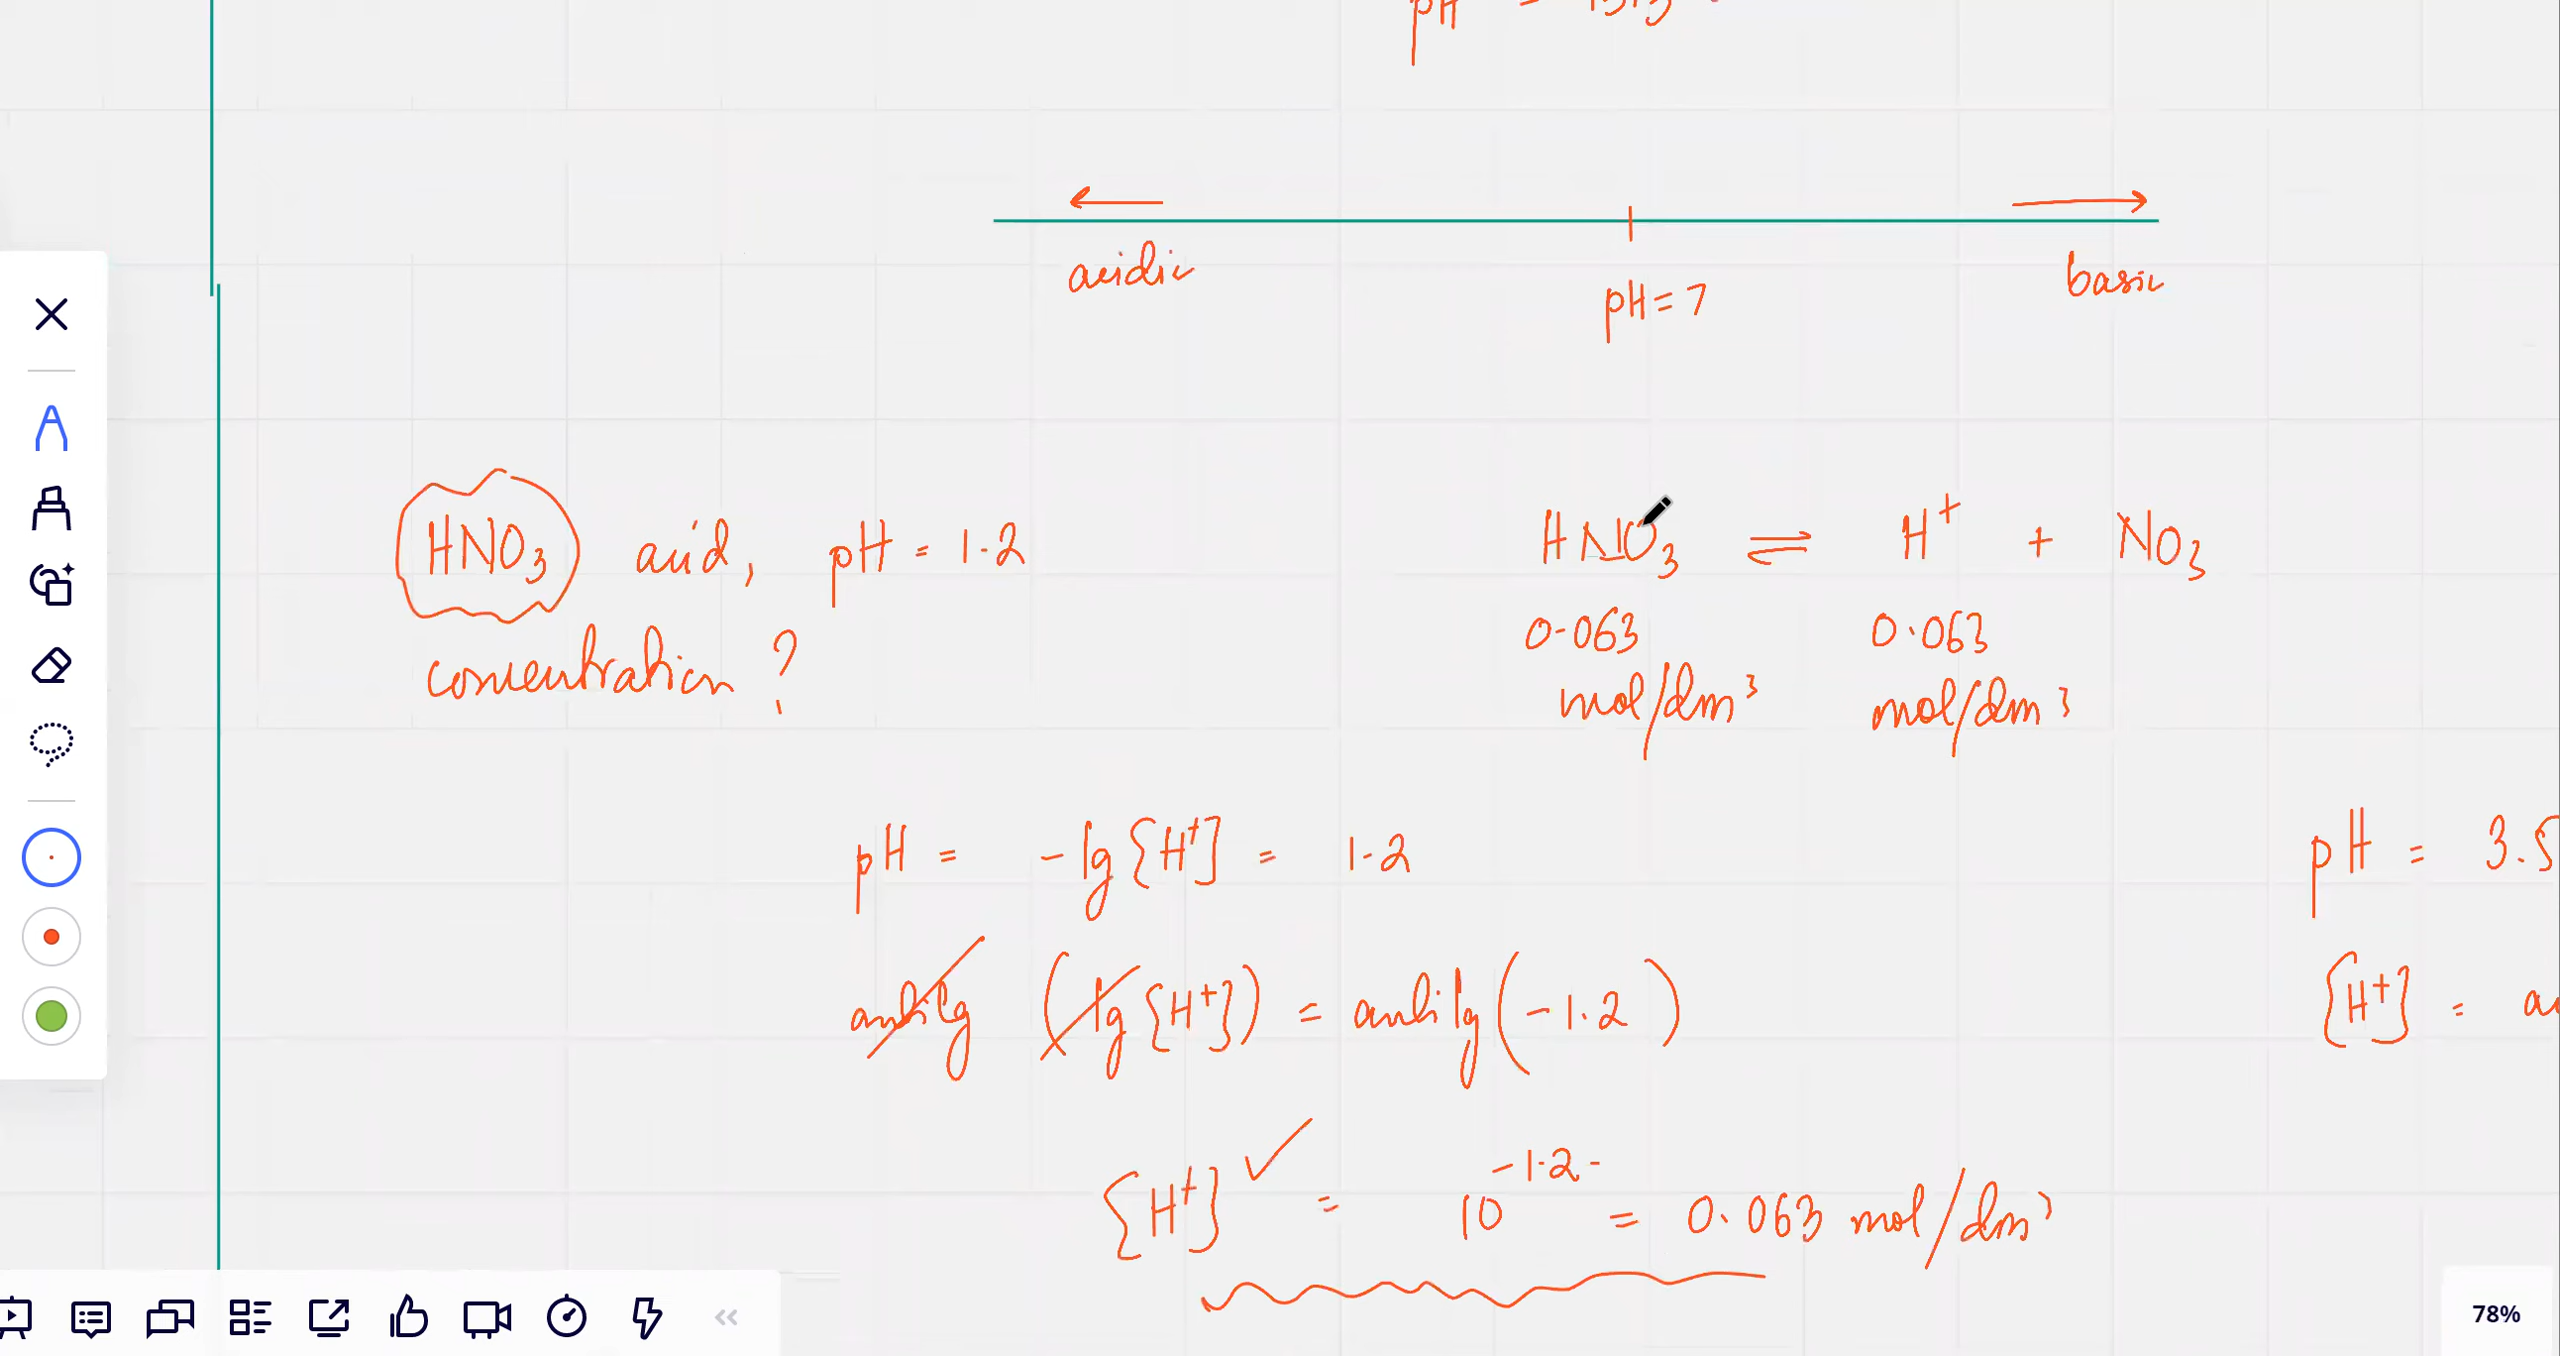 pH =
acidic
basic
pH = 7
HNO3 acid, pH = 1.2
concentration ?
HNO3 ⇌ H+ + NO3
0.063 mol/dm3
0.063 mol/dm3
pH = -lg [H+] = 1.2
antilg (lg [H+]) = antilg (-1.2)
[H+] ✓ = 10^-1.2 = 0.063 mol/dm3
pH = 3.5
[H+] =
78%